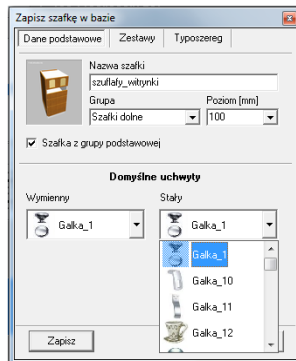 Zapisz szafkę w bazie
Dane podstawowe Zestawy Typoszereg
Nazwa szafki
szuflafy_witrynki
Grupa Poziom [mm]
Szafki dolne 100
Szafka z grupy podstawowej
Domyślne uchwyty
Wymienny Stały
Galka_1 Galka_1
Galka_1
Galka_10
Galka_11
Galka_12
Zapisz